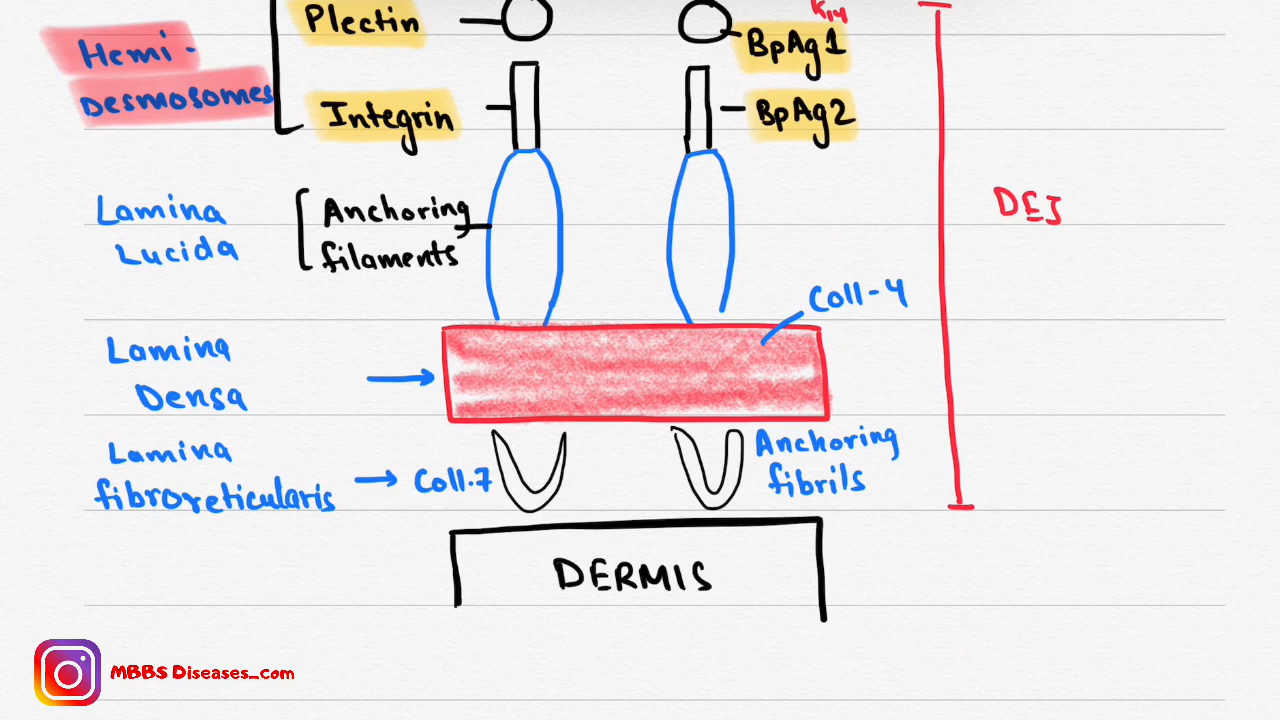 K14
Plectin
BpAg1
Hemi-
Desmosomes
Integrin
BpAg2
Lamina
Lucida
Anchoring
filaments
DEJ
Coll-4
Lamina
Densa
Lamina
fibroreticularis
Coll.7
Anchoring
fibrils
DERMIS
MBBS Diseases_com